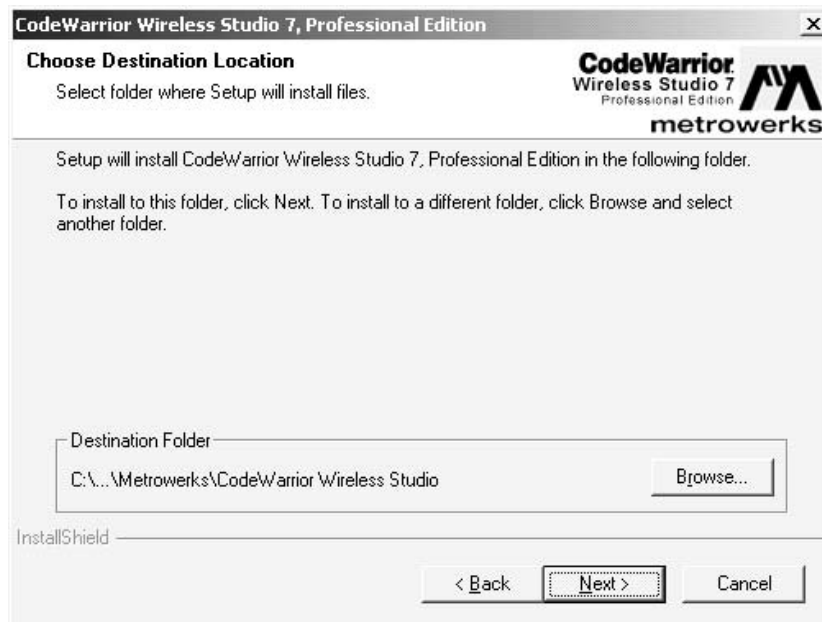 CodeWarrior Wireless Studio 7, Professional Edition
Choose Destination Location
Select folder where Setup will install files.
CodeWarrior
Wireless Studio 7
Professional Edition
metrowerks
Setup will install CodeWarrior Wireless Studio 7, Professional Edition in the following folder.
To install to this folder, click Next. To install to a different folder, click Browse and select
another folder.
Destination Folder
C:\...\Metrowerks\CodeWarrior Wireless Studio
Browse...
InstallShield
< Back
Next >
Cancel